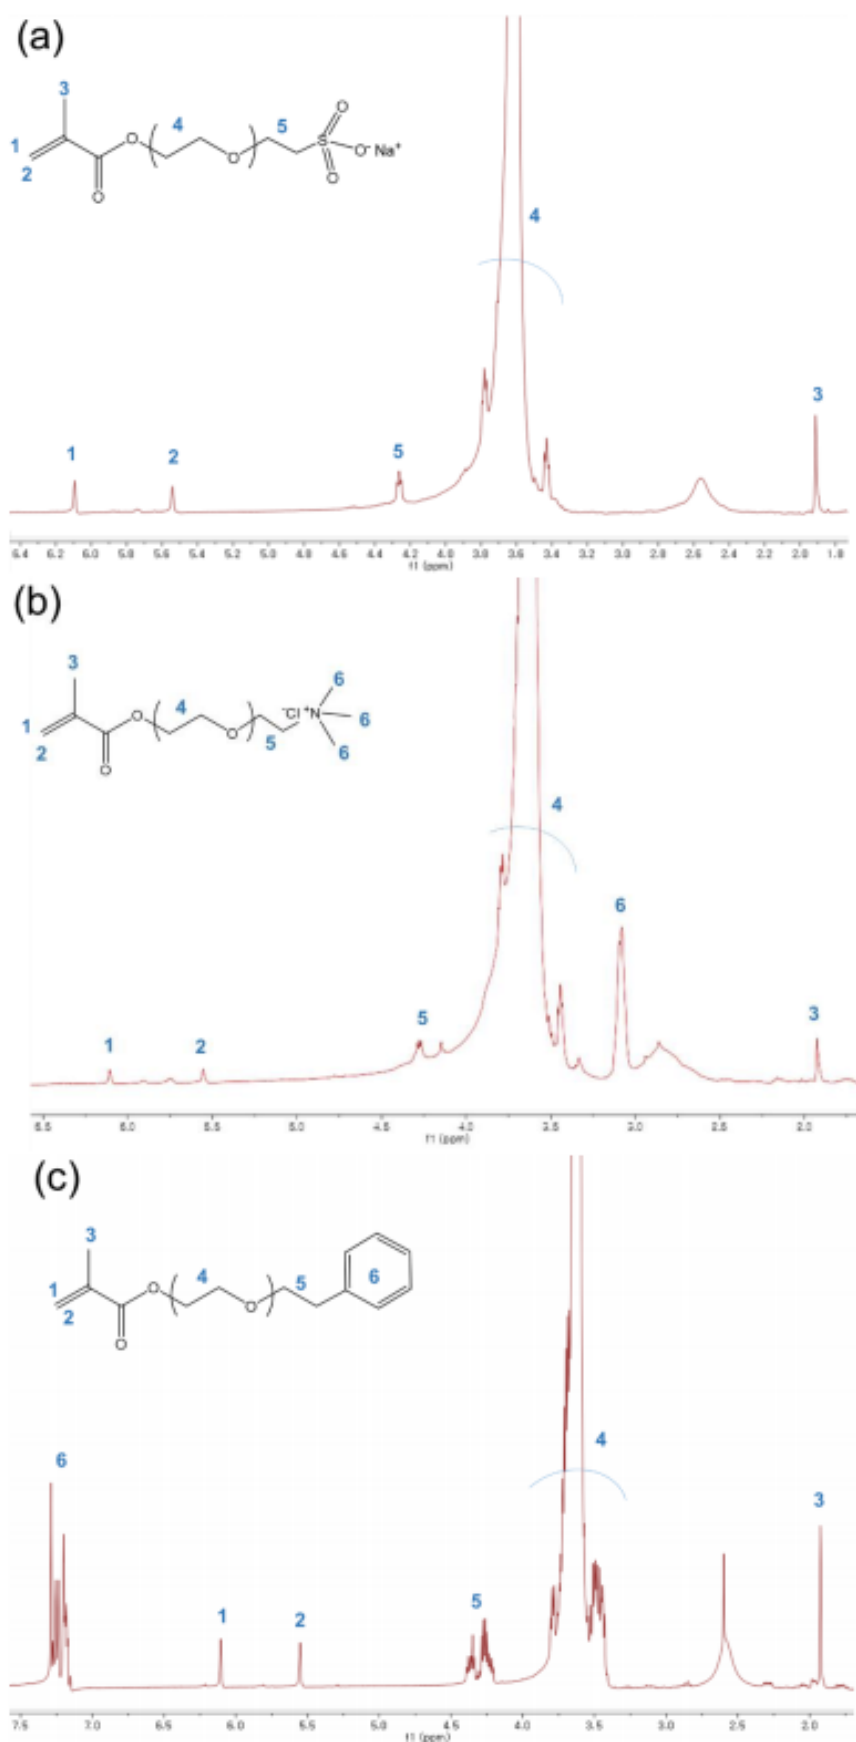 (a)
3
4
5
O
1
O
S
O⁻ Na⁺
2
O
O
O
4
3
1
2
5
6.4 6.2 6.0 5.8 5.6 5.4 5.2 5.0 4.8 4.6 4.4 4.2 4.0 3.8 3.6 3.4 3.2 3.0 2.8 2.6 2.4 2.2 2.0 1.8
f1 (ppm)
(b)
3
6
4
⁻Cl ⁺N
6
1
O
2
O
5
6
O
4
6
5
3
1
2
6.5 6.0 5.5 5.0 4.5 4.0 3.5 3.0 2.5 2.0
f1 (ppm)
(c)
3
4
5
6
1
O
2
O
O
4
6
3
5
1
2
7.5 7.0 6.5 6.0 5.5 5.0 4.5 4.0 3.5 3.0 2.5 2.0
f1 (ppm)